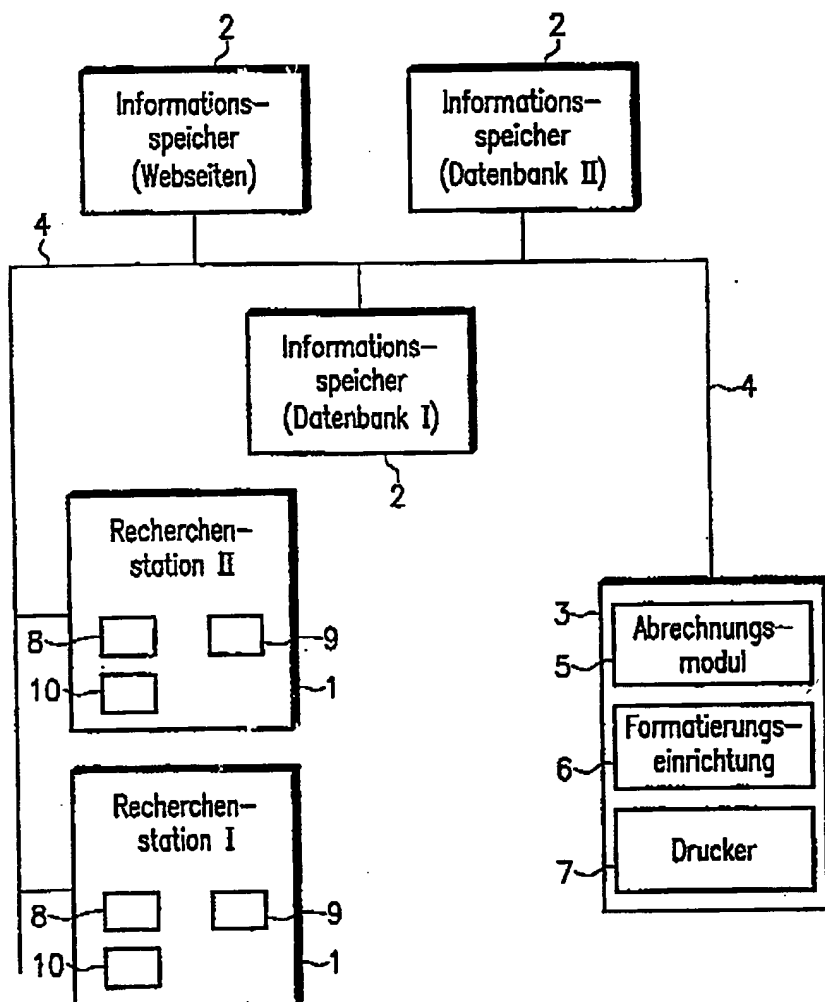 2
2
Informations-
speicher
(Webseiten)
Informations-
speicher
(Datenbank II)
4
Informations-
speicher
(Datenbank I)
4
2
Recherchen-
station II
8
9
10
1
3
Abrechnungs-
modul
5
Formatierungs-
einrichtung
6
Drucker
7
Recherchen-
station I
8
9
10
1